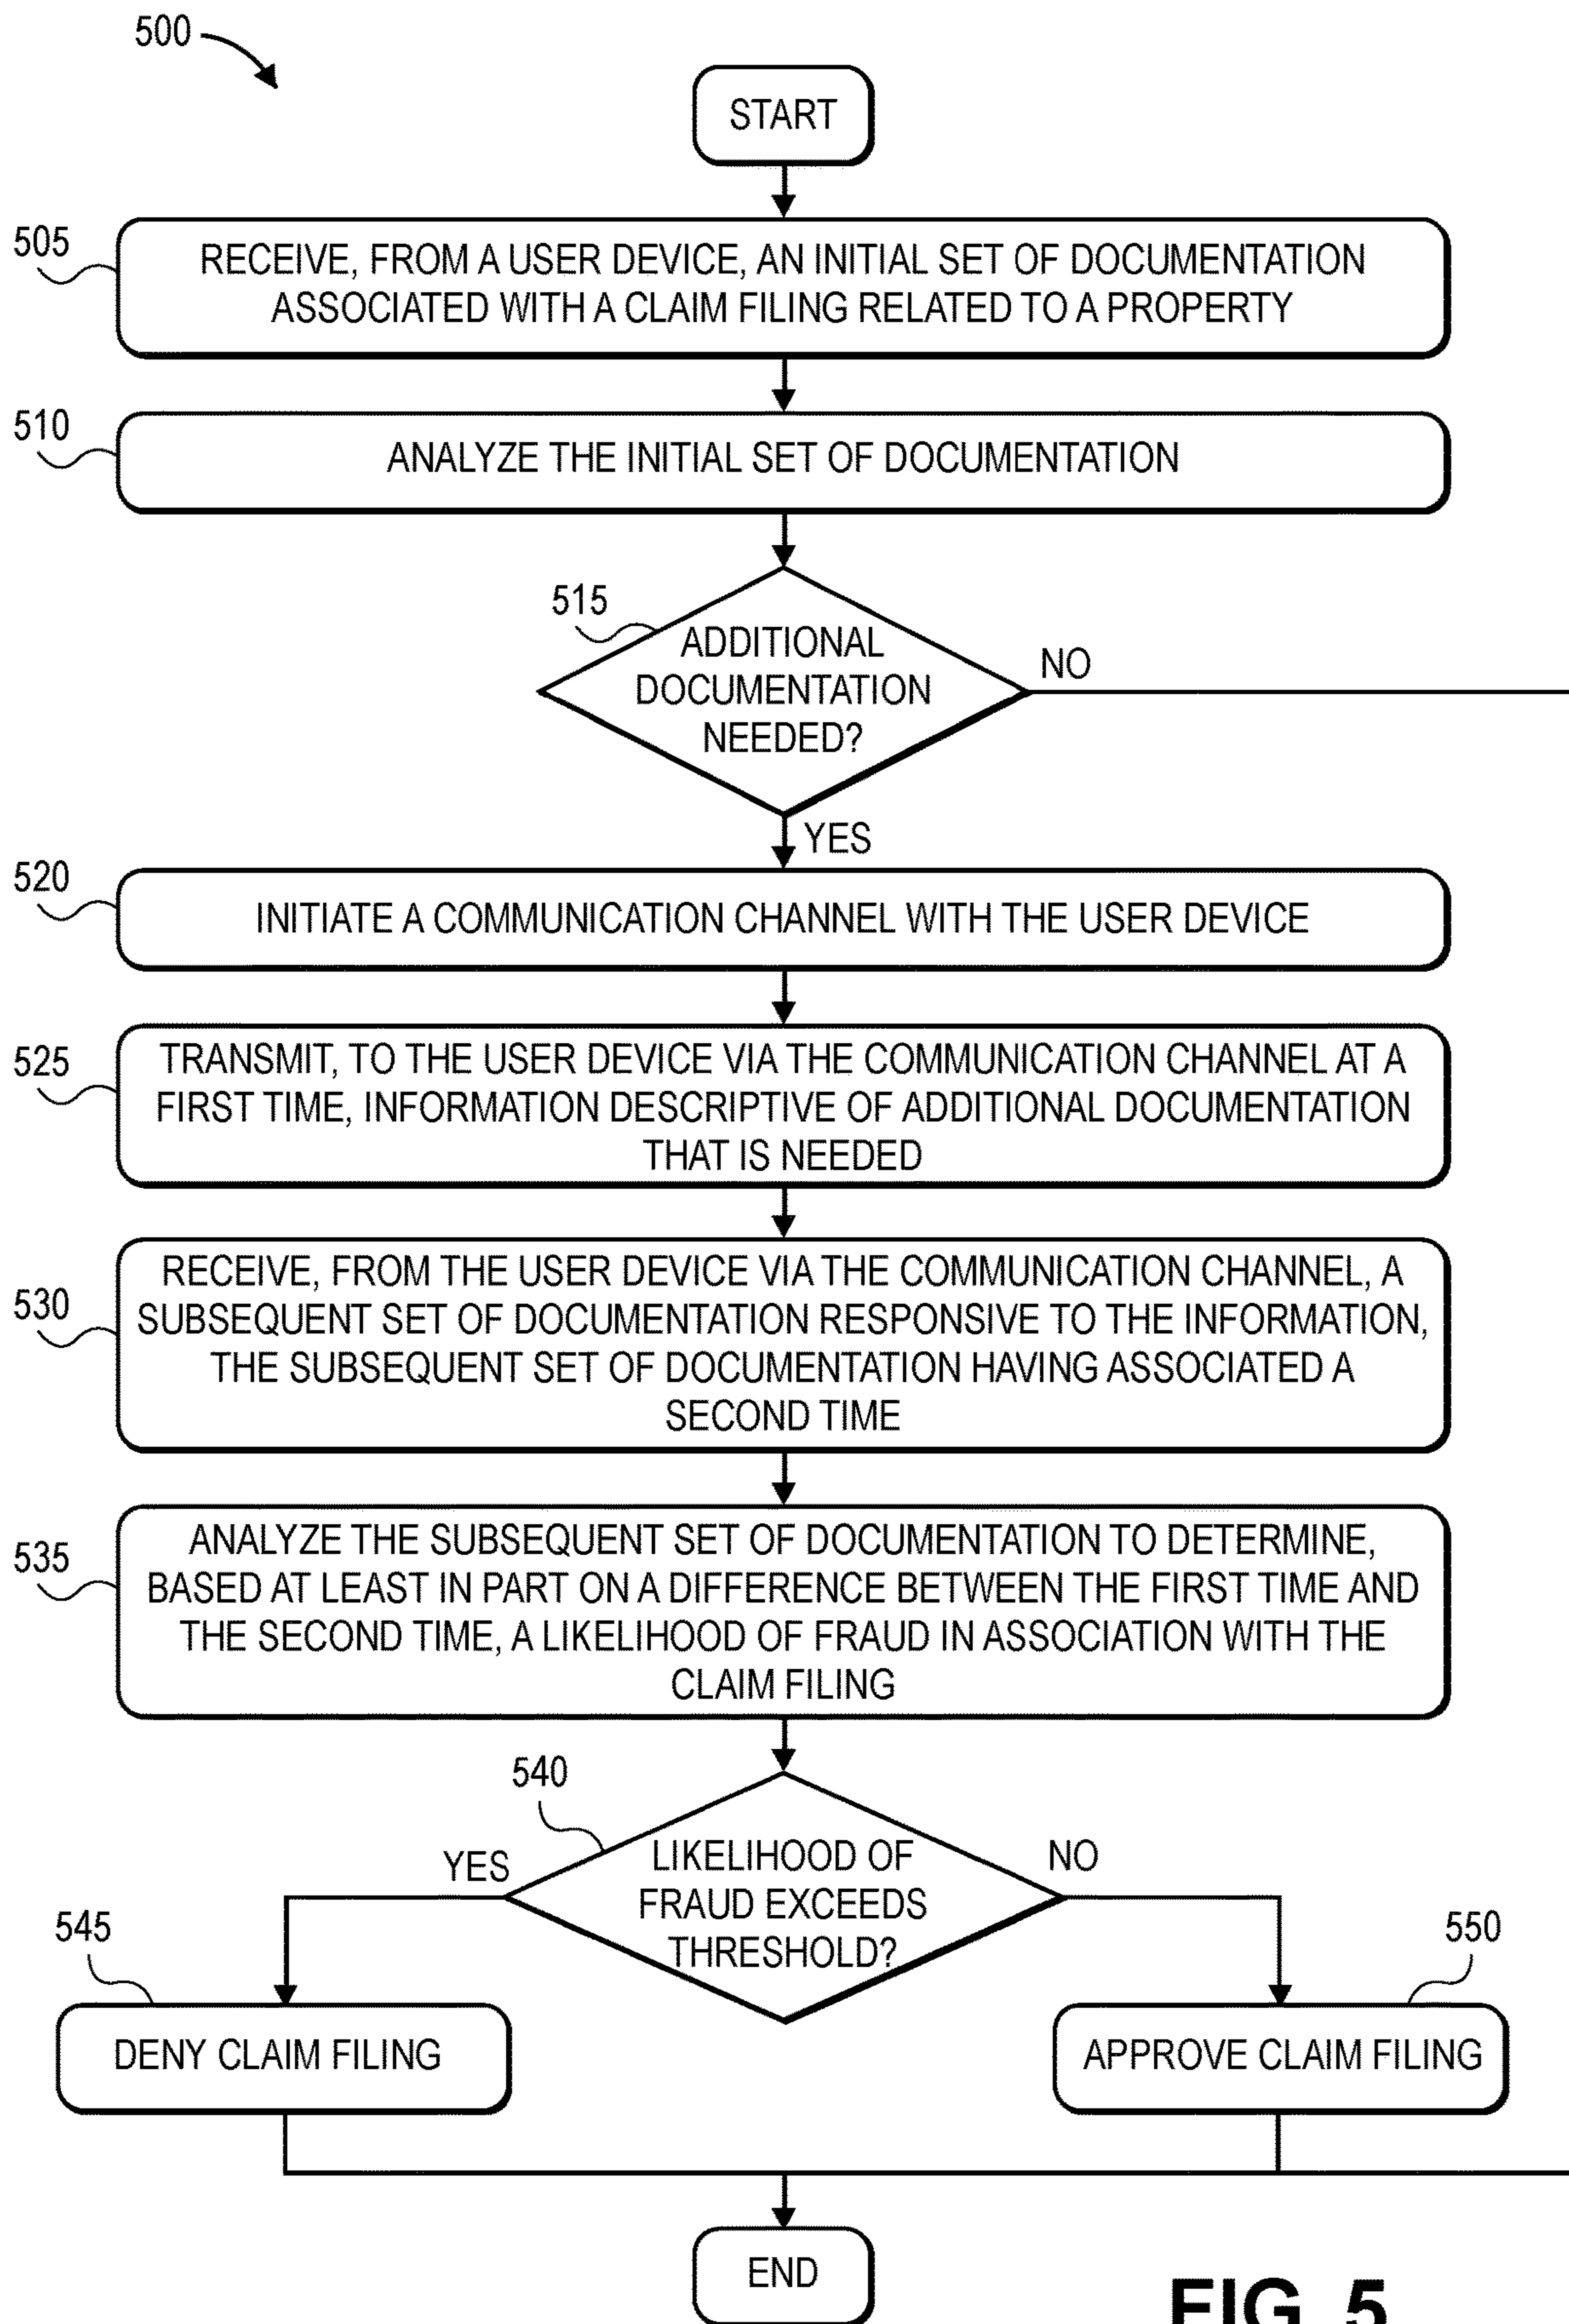 500
START
505
RECEIVE, FROM A USER DEVICE, AN INITIAL SET OF DOCUMENTATION
ASSOCIATED WITH A CLAIM FILING RELATED TO A PROPERTY
510
ANALYZE THE INITIAL SET OF DOCUMENTATION
515
ADDITIONAL
DOCUMENTATION
NEEDED?
NO
YES
520
INITIATE A COMMUNICATION CHANNEL WITH THE USER DEVICE
525
TRANSMIT, TO THE USER DEVICE VIA THE COMMUNICATION CHANNEL AT A
FIRST TIME, INFORMATION DESCRIPTIVE OF ADDITIONAL DOCUMENTATION
THAT IS NEEDED
530
RECEIVE, FROM THE USER DEVICE VIA THE COMMUNICATION CHANNEL, A
SUBSEQUENT SET OF DOCUMENTATION RESPONSIVE TO THE INFORMATION,
THE SUBSEQUENT SET OF DOCUMENTATION HAVING ASSOCIATED A
SECOND TIME
535
ANALYZE THE SUBSEQUENT SET OF DOCUMENTATION TO DETERMINE,
BASED AT LEAST IN PART ON A DIFFERENCE BETWEEN THE FIRST TIME AND
THE SECOND TIME, A LIKELIHOOD OF FRAUD IN ASSOCIATION WITH THE
CLAIM FILING
540
LIKELIHOOD OF
FRAUD EXCEEDS
THRESHOLD?
YES
NO
545
DENY CLAIM FILING
550
APPROVE CLAIM FILING
END
FIG. 5